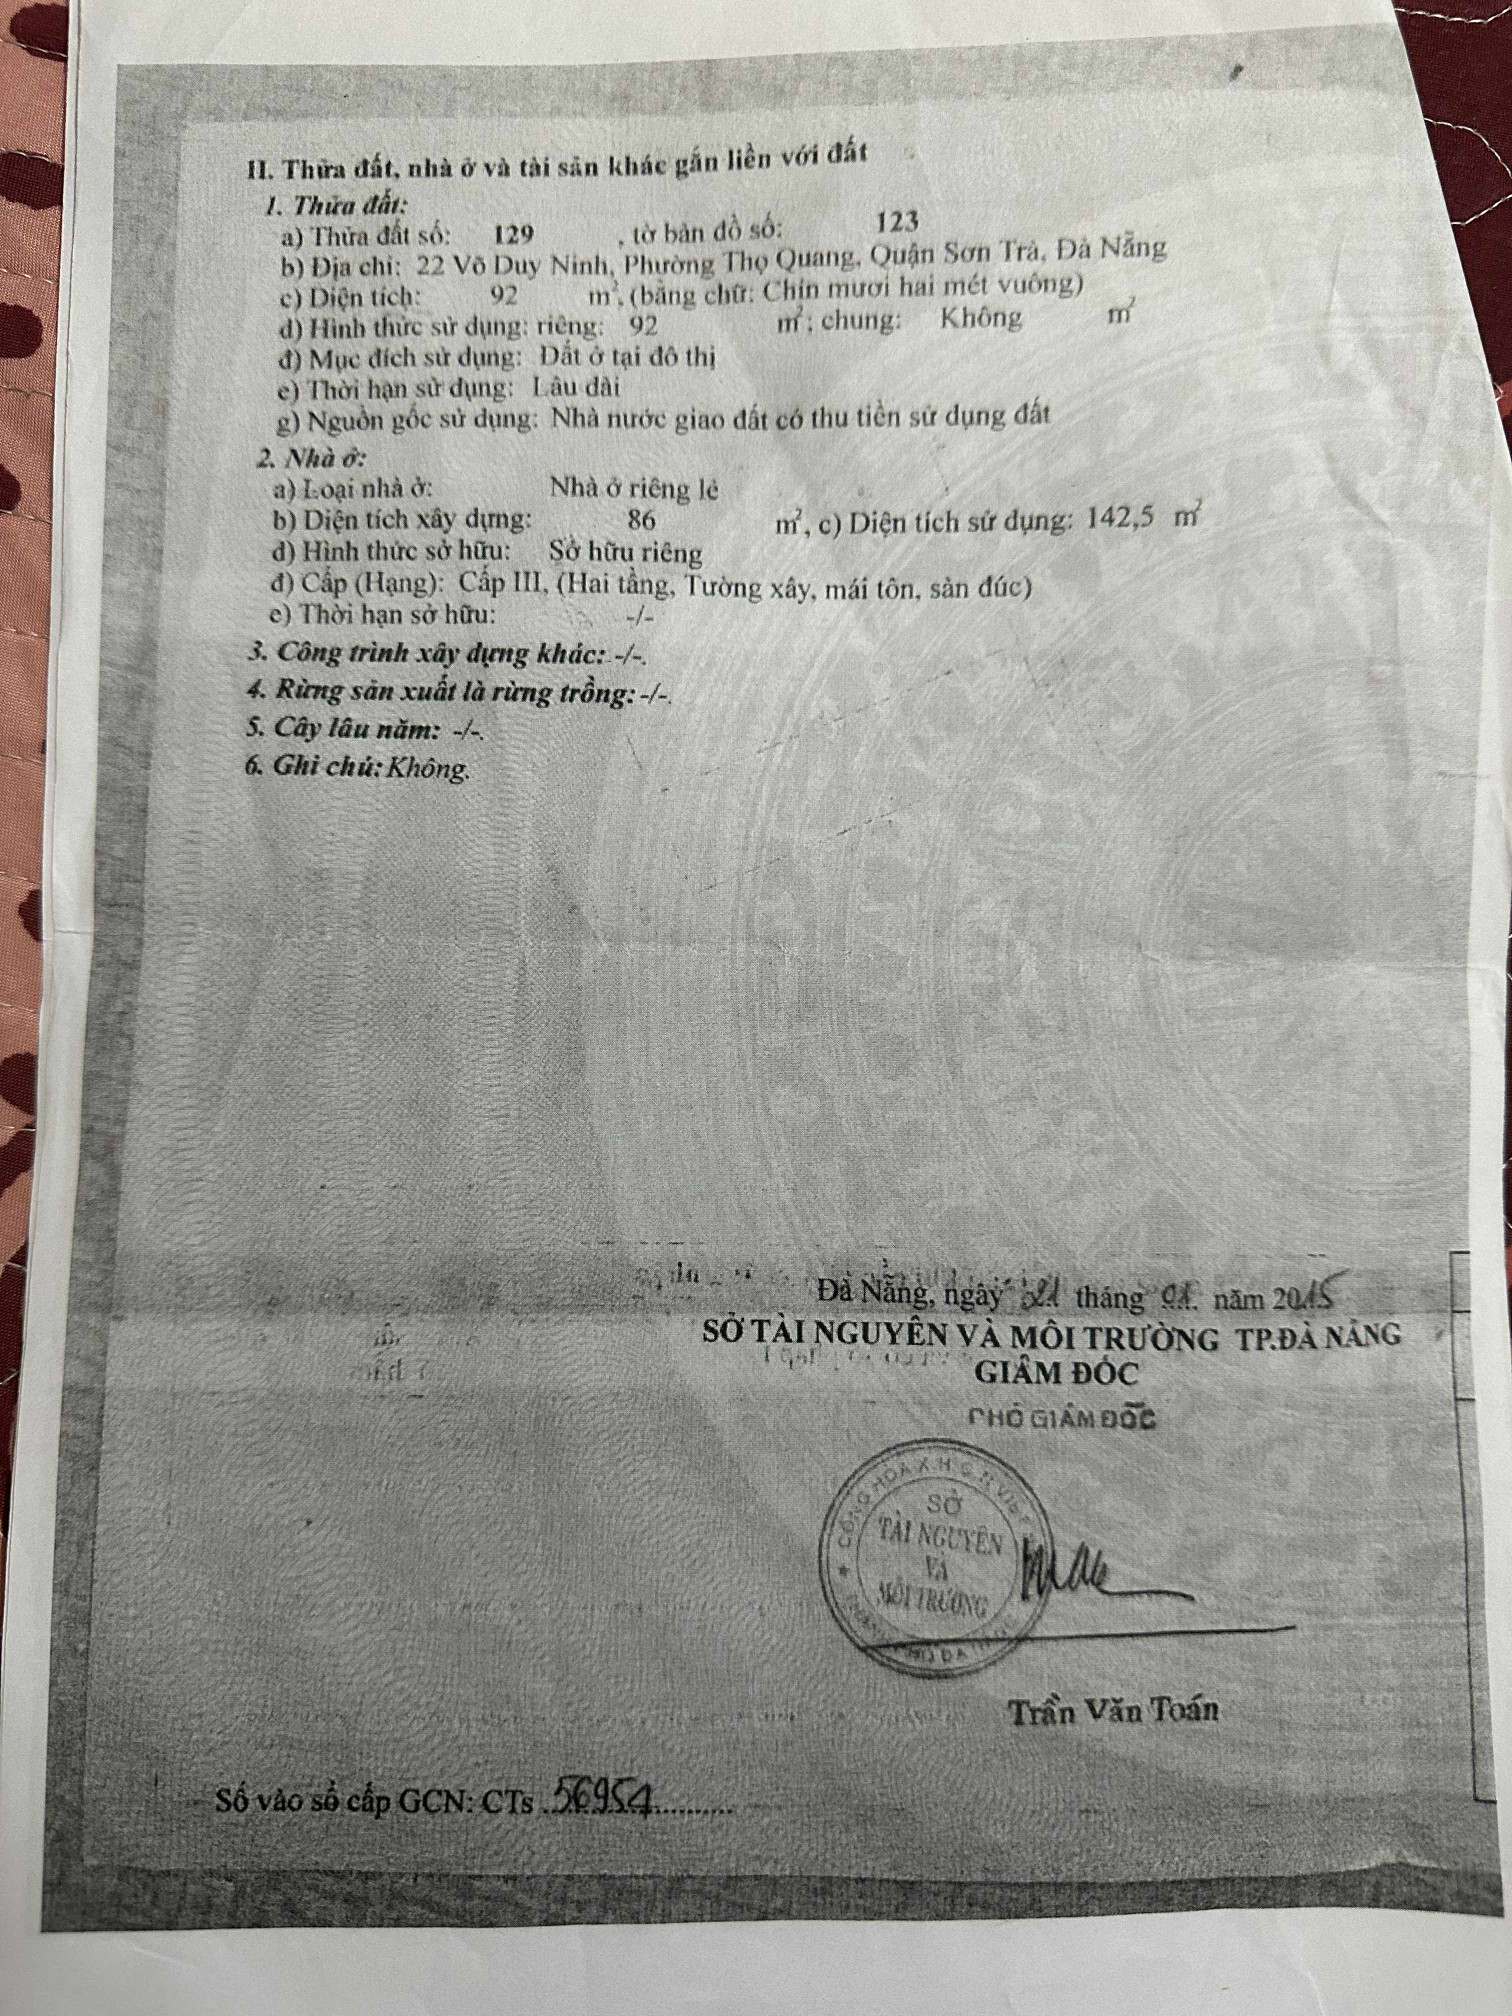 II. Thửa đất, nhà ở và tài sản khác gắn liền với đất
1. Thửa đất:
a) Thửa đất số: 129 , tờ bản đồ số: 123
b) Địa chỉ: 22 Võ Duy Ninh, Phường Thọ Quang, Quận Sơn Trà, Đà Nẵng
c) Diện tích: 92 m², (bằng chữ: Chín mươi hai mét vuông)
d) Hình thức sử dụng: riêng: 92 m²; chung: Không m²
đ) Mục đích sử dụng: Đất ở tại đô thị
e) Thời hạn sử dụng: Lâu dài
g) Nguồn gốc sử dụng: Nhà nước giao đất có thu tiền sử dụng đất
2. Nhà ở:
a) Loại nhà ở: Nhà ở riêng lẻ
b) Diện tích xây dựng: 86 m², c) Diện tích sử dụng: 142,5 m²
d) Hình thức sở hữu: Sở hữu riêng
đ) Cấp (Hạng): Cấp III, (Hai tầng, Tường xây, mái tôn, sàn đúc)
e) Thời hạn sở hữu: -/-
3. Công trình xây dựng khác: -/-.
4. Rừng sản xuất là rừng trồng: -/-.
5. Cây lâu năm: -/-.
6. Ghi chú: Không.
Đà Nẵng, ngày 21 tháng 01 năm 2015
SỞ TÀI NGUYÊN VÀ MÔI TRƯỜNG TP.ĐÀ NẴNG
GIÁM ĐỐC
PHÓ GIÁM ĐỐC
CỘNG HÒA X.H.C.N VIỆT
SỞ
TÀI NGUYÊN
VÀ
MÔI TRƯỜNG
Trần Văn Toán
Số vào sổ cấp GCN: CTs 56954